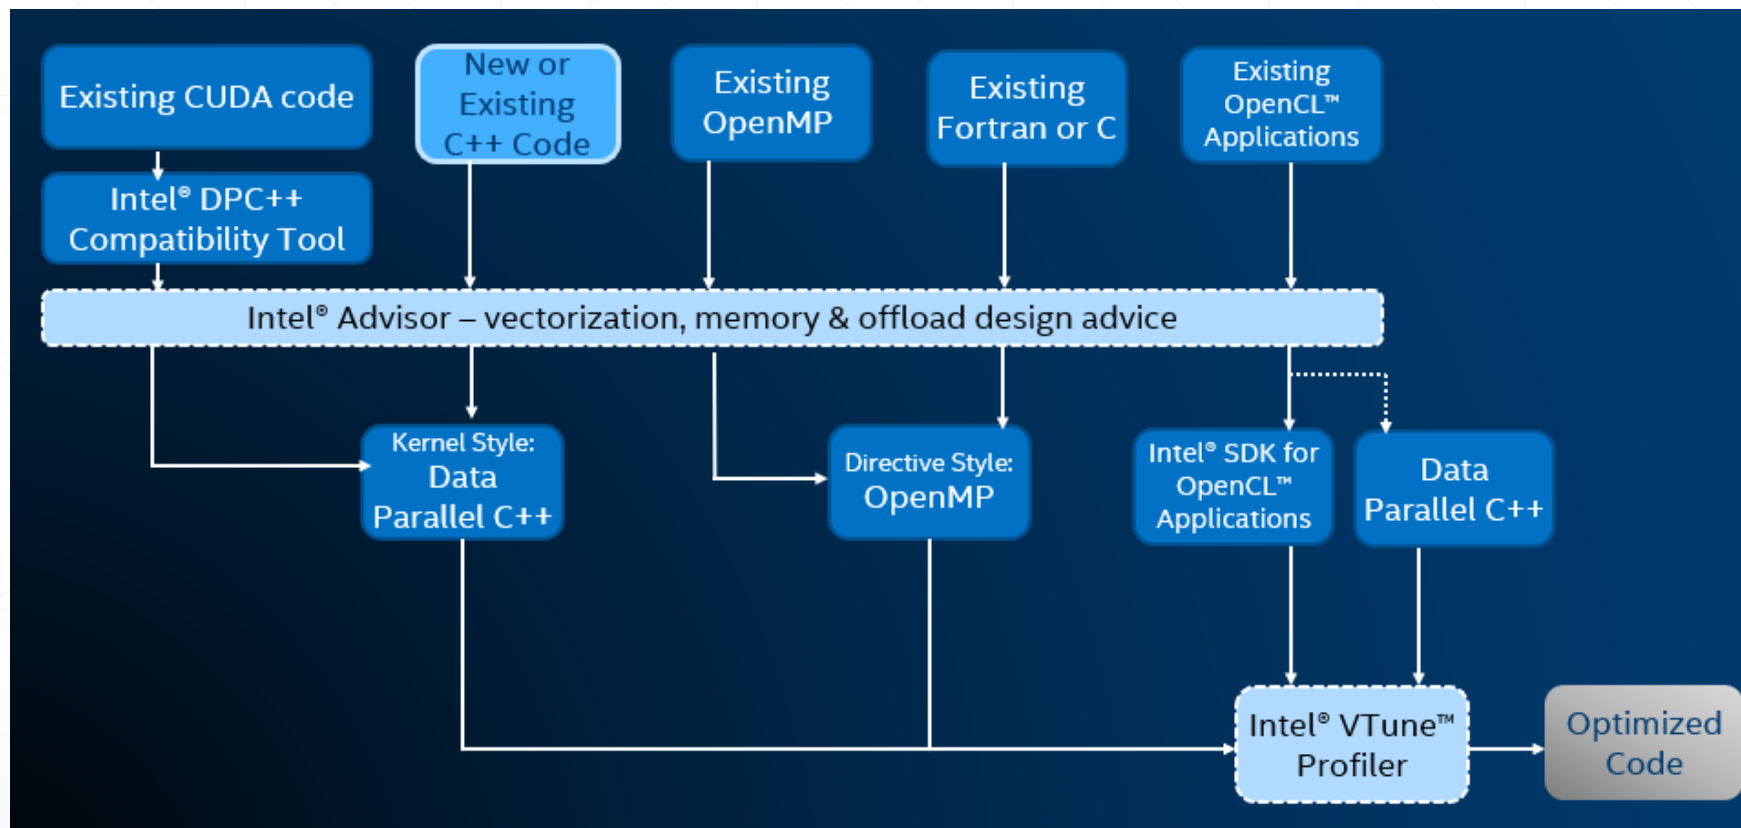 Existing CUDA code
New or
Existing
C++ Code
Existing
OpenMP
Existing
Fortran or C
Existing
OpenCL™
Applications
Intel® DPC++
Compatibility Tool
Intel® Advisor – vectorization, memory & offload design advice
Kernel Style:
Data
Parallel C++
Directive Style:
OpenMP
Intel® SDK for
OpenCL™
Applications
Data
Parallel C++
Intel® VTune™
Profiler
Optimized
Code